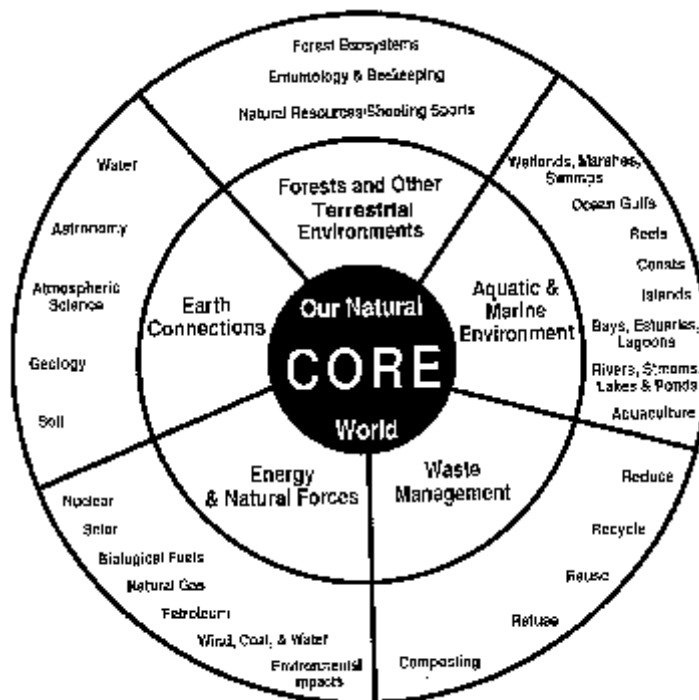 Forest Ecosystems
Entomology & Beekeeping
Natural Resources/Shooting Sports
Forests and Other
Terrestrial
Environments
Wetlands, Marshes,
Swamps
Ocean Gulfs
Reefs
Coasts
Islands
Bays, Estuaries,
Lagoons
Rivers, Streams,
Lakes & Ponds
Aquaculture
Aquatic &
Marine
Environment
Water
Astronomy
Atmospheric
Science
Geology
Soil
Earth
Connections
Our Natural
CORE
World
Energy
& Natural Forces
Nuclear
Solar
Biological Fuels
Natural Gas
Petroleum
Wind, Coal, & Water
Environmental
Impacts
Waste
Management
Reduce
Recycle
Reuse
Refuse
Composting